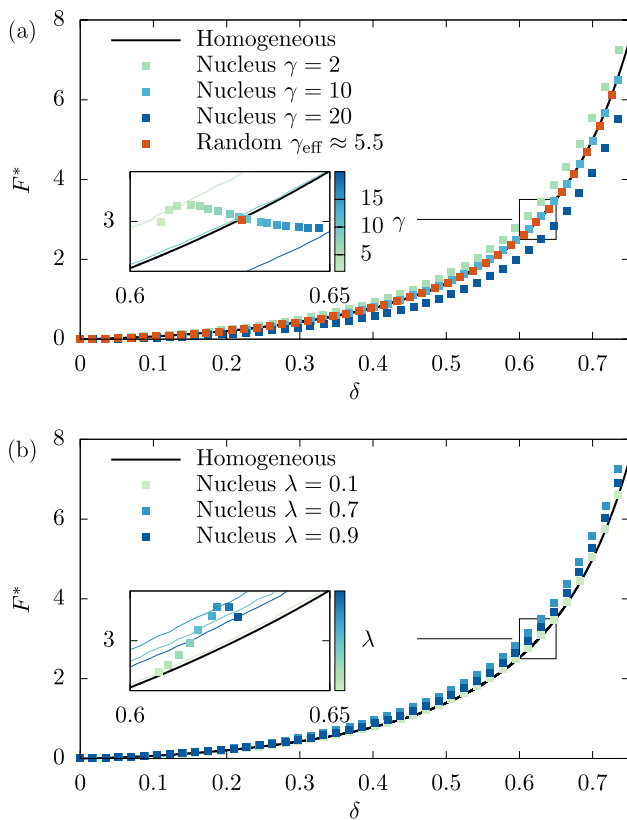 (a)
Homogeneous
Nucleus γ = 2
Nucleus γ = 10
Nucleus γ = 20
Random γeff ≈ 5.5
8
6
4
2
0
F*
3
0.6
0.65
15
10
5
γ
0 0.1 0.2 0.3 0.4 0.5 0.6 0.7
δ
(b)
Homogeneous
Nucleus λ = 0.1
Nucleus λ = 0.7
Nucleus λ = 0.9
8
6
4
2
0
F*
3
0.6
0.65
λ
0 0.1 0.2 0.3 0.4 0.5 0.6 0.7
δ